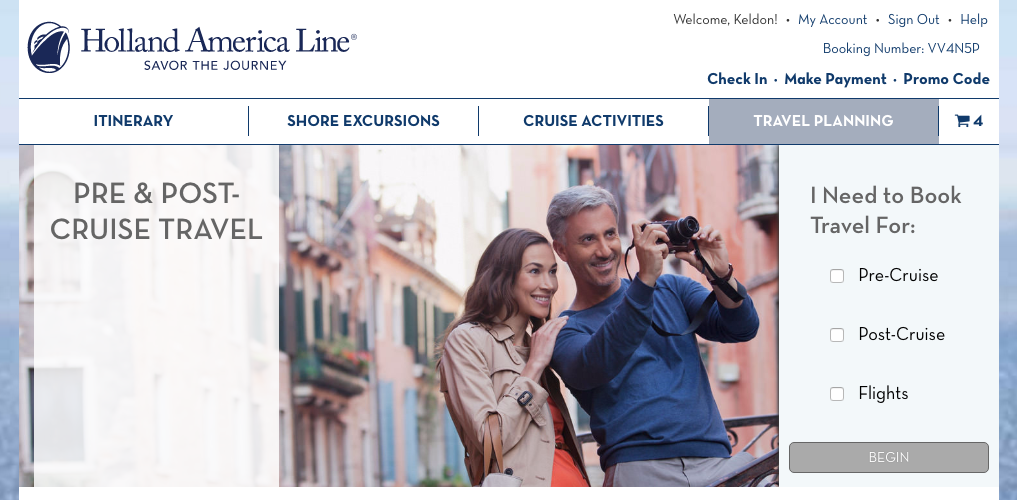 Holland America Line®
SAVOR THE JOURNEY
Welcome, Keldon! • My Account • Sign Out • Help
Booking Number: VV4N5P
Check In · Make Payment · Promo Code
ITINERARY
SHORE EXCURSIONS
CRUISE ACTIVITIES
TRAVEL PLANNING
4
PRE & POST-
CRUISE TRAVEL
I Need to Book
Travel For:
Pre-Cruise
Post-Cruise
Flights
BEGIN